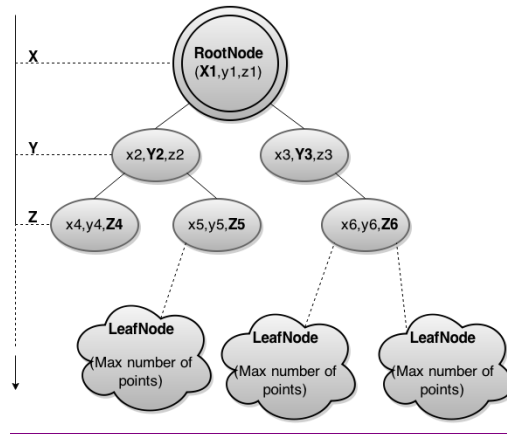 RootNode
X
(X1,y1,z1)
Y
x2,Y2,z2
x3,Y3,z3
Z
x4,y4,Z4
x5,y5,Z5
x6,y6,Z6
LeafNode
(Max number of
points)
LeafNode
(Max number of
points)
LeafNode
(Max number of
points)